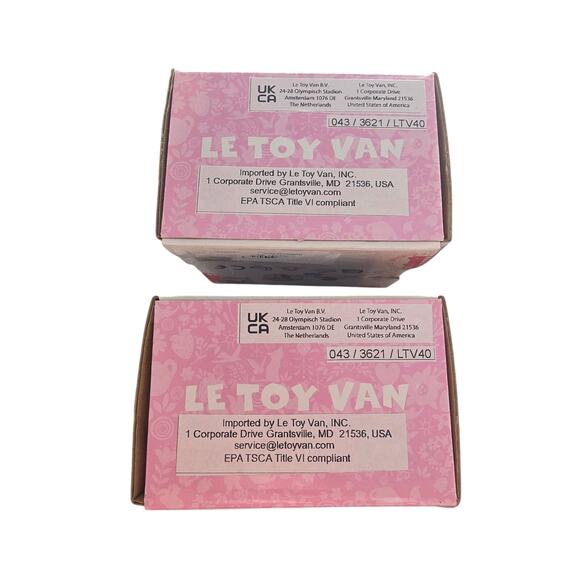 UK
CA
Le Toy Van B.V.
24-28 Olympisch Stadion
Amsterdam 1076 DE
The Netherlands
Le Toy Van, INC.
1 Corporate Drive
Grantsville Maryland 21536
United States of America
043 / 3621 / LTV40
LE TOY VAN
Imported by Le Toy Van, INC.
1 Corporate Drive Grantsville, MD 21536, USA
service@letoyvan.com
EPA TSCA Title VI compliant
UK
CA
Le Toy Van B.V.
24-28 Olympisch Stadion
Amsterdam 1076 DE
The Netherlands
Le Toy Van, INC.
1 Corporate Drive
Grantsville Maryland 21536
United States of America
043 / 3621 / LTV40
LE TOY VAN
Imported by Le Toy Van, INC.
1 Corporate Drive Grantsville, MD 21536, USA
service@letoyvan.com
EPA TSCA Title VI compliant